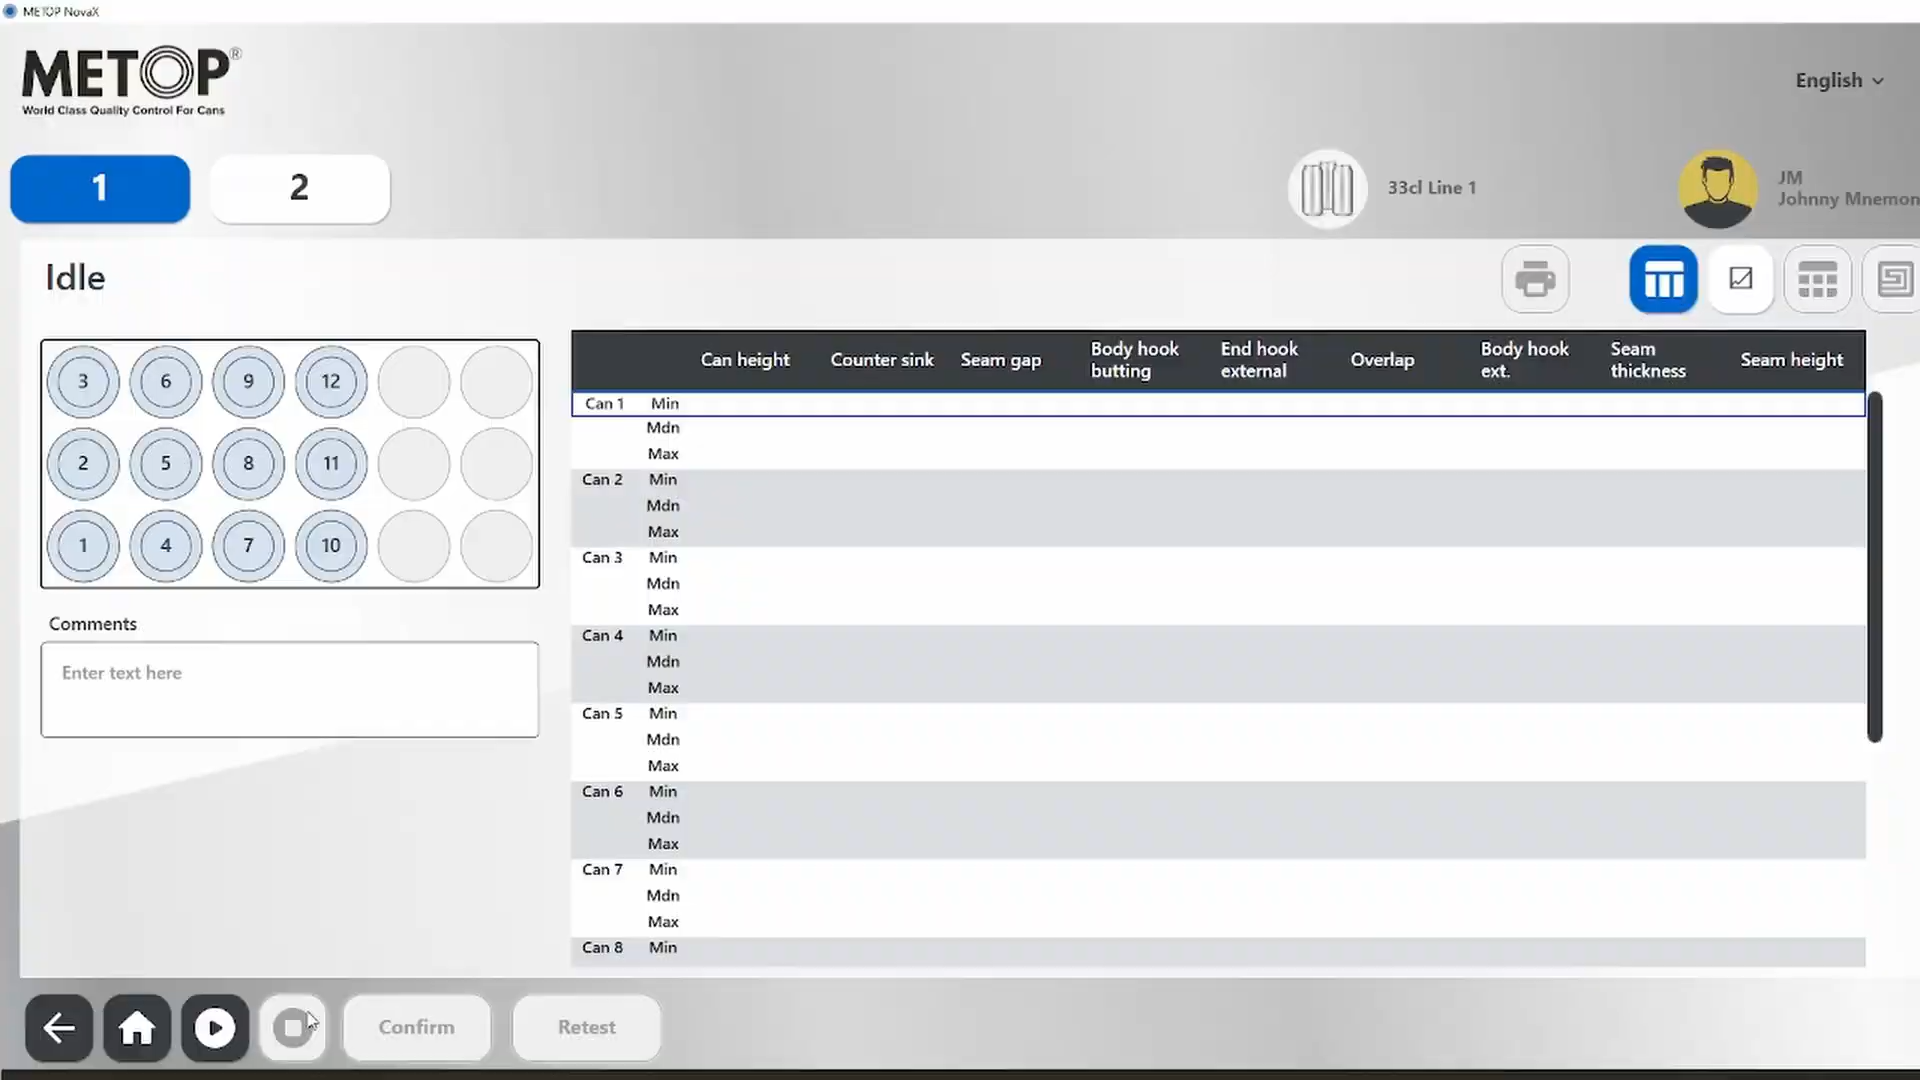 METOP NovaX
METOP®
World Class Quality Control For Cans
English
1
2
33cl Line 1
JM
Johnny Mnemon
Idle
3 6 9 12
2 5 8 11
1 4 7 10
Comments
Enter text here
Can height Counter sink Seam gap Body hook butting End hook external Overlap Body hook ext. Seam thickness Seam height
Can 1 Min
Mdn
Max
Can 2 Min
Mdn
Max
Can 3 Min
Mdn
Max
Can 4 Min
Mdn
Max
Can 5 Min
Mdn
Max
Can 6 Min
Mdn
Max
Can 7 Min
Mdn
Max
Can 8 Min
Confirm
Retest